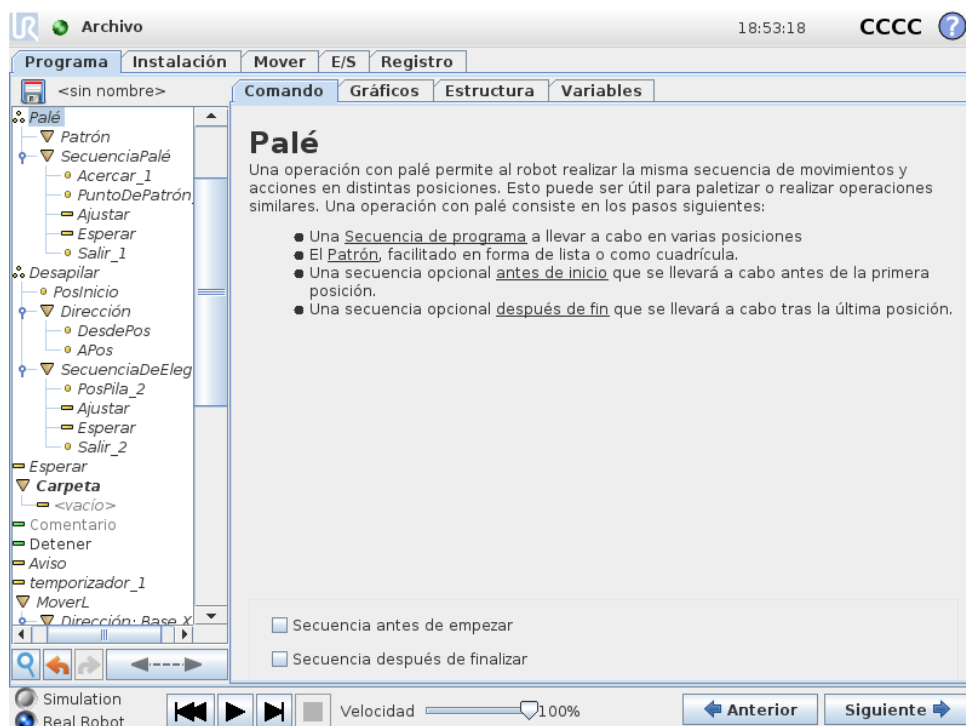 UR Archivo 18:53:18 CCCC ?
Programa Instalación Mover E/S Registro
<sin nombre>
Comando Gráficos Estructura Variables
Palé
Patrón
SecuenciaPalé
Acercar_1
PuntoDePatrón_
Ajustar
Esperar
Salir_1
Desapilar
PosInicio
Dirección
DesdePos
APos
SecuenciaDeEleg
PosPila_2
Ajustar
Esperar
Salir_2
Esperar
Carpeta
<vacío>
Comentario
Detener
Aviso
temporizador_1
MoverL
Dirección: Base X
Palé
Una operación con palé permite al robot realizar la misma secuencia de movimientos y
acciones en distintas posiciones. Esto puede ser útil para paletizar o realizar operaciones
similares. Una operación con palé consiste en los pasos siguientes:
● Una Secuencia de programa a llevar a cabo en varias posiciones
● El Patrón, facilitado en forma de lista o como cuadrícula.
● Una secuencia opcional antes de inicio que se llevará a cabo antes de la primera
posición.
● Una secuencia opcional después de fin que se llevará a cabo tras la última posición.
Secuencia antes de empezar
Secuencia después de finalizar
Simulation
Real Robot
Velocidad 100%
Anterior Siguiente